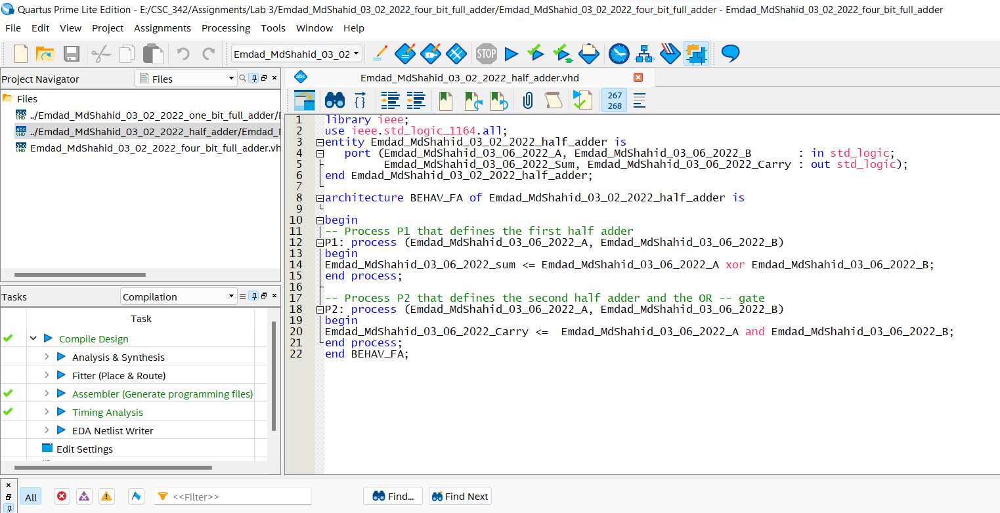 Quartus Prime Lite Edition - E:/CSC_342/Assignments/Lab 3/Emdad_MdShahid_03_02_2022_four_bit_full_adder/Emdad_MdShahid_03_02_2022_four_bit_full_adder - Emdad_MdShahid_03_02_2022_four_bit_full_adder
File Edit View Project Assignments Processing Tools Window Help
Emdad_MdShahid_03_02 STOP
Project Navigator Files
abc Emdad_MdShahid_03_02_2022_half_adder.vhd
267
268
Files
abc VHD ../Emdad_MdShahid_03_02_2022_one_bit_full_adder/
abc VHD ../Emdad_MdShahid_03_02_2022_half_adder/Emdad_
abc VHD Emdad_MdShahid_03_02_2022_four_bit_full_adder.vh
1 library ieee;
2 use ieee.std_logic_1164.all;
3 entity Emdad_MdShahid_03_02_2022_half_adder is
4 port (Emdad_MdShahid_03_06_2022_A, Emdad_MdShahid_03_06_2022_B : in std_logic;
5 Emdad_MdShahid_03_06_2022_Sum, Emdad_MdShahid_03_06_2022_Carry : out std_logic);
6 end Emdad_MdShahid_03_02_2022_half_adder;
7
8 architecture BEHAV_FA of Emdad_MdShahid_03_02_2022_half_adder is
9
10 begin
11 -- Process P1 that defines the first half adder
12 P1: process (Emdad_MdShahid_03_06_2022_A, Emdad_MdShahid_03_06_2022_B)
13 begin
14 Emdad_MdShahid_03_06_2022_sum <= Emdad_MdShahid_03_06_2022_A xor Emdad_MdShahid_03_06_2022_B;
15 end process;
16
17 -- Process P2 that defines the second half adder and the OR -- gate
18 P2: process (Emdad_MdShahid_03_06_2022_A, Emdad_MdShahid_03_06_2022_B)
19 begin
20 Emdad_MdShahid_03_06_2022_Carry <=  Emdad_MdShahid_03_06_2022_A and Emdad_MdShahid_03_06_2022_B;
21 end process;
22 end BEHAV_FA;
Tasks Compilation
Task
Compile Design
Analysis & Synthesis
Fitter (Place & Route)
Assembler (Generate programming files)
Timing Analysis
EDA Netlist Writer
Edit Settings
All <<Filter>> Find... Find Next